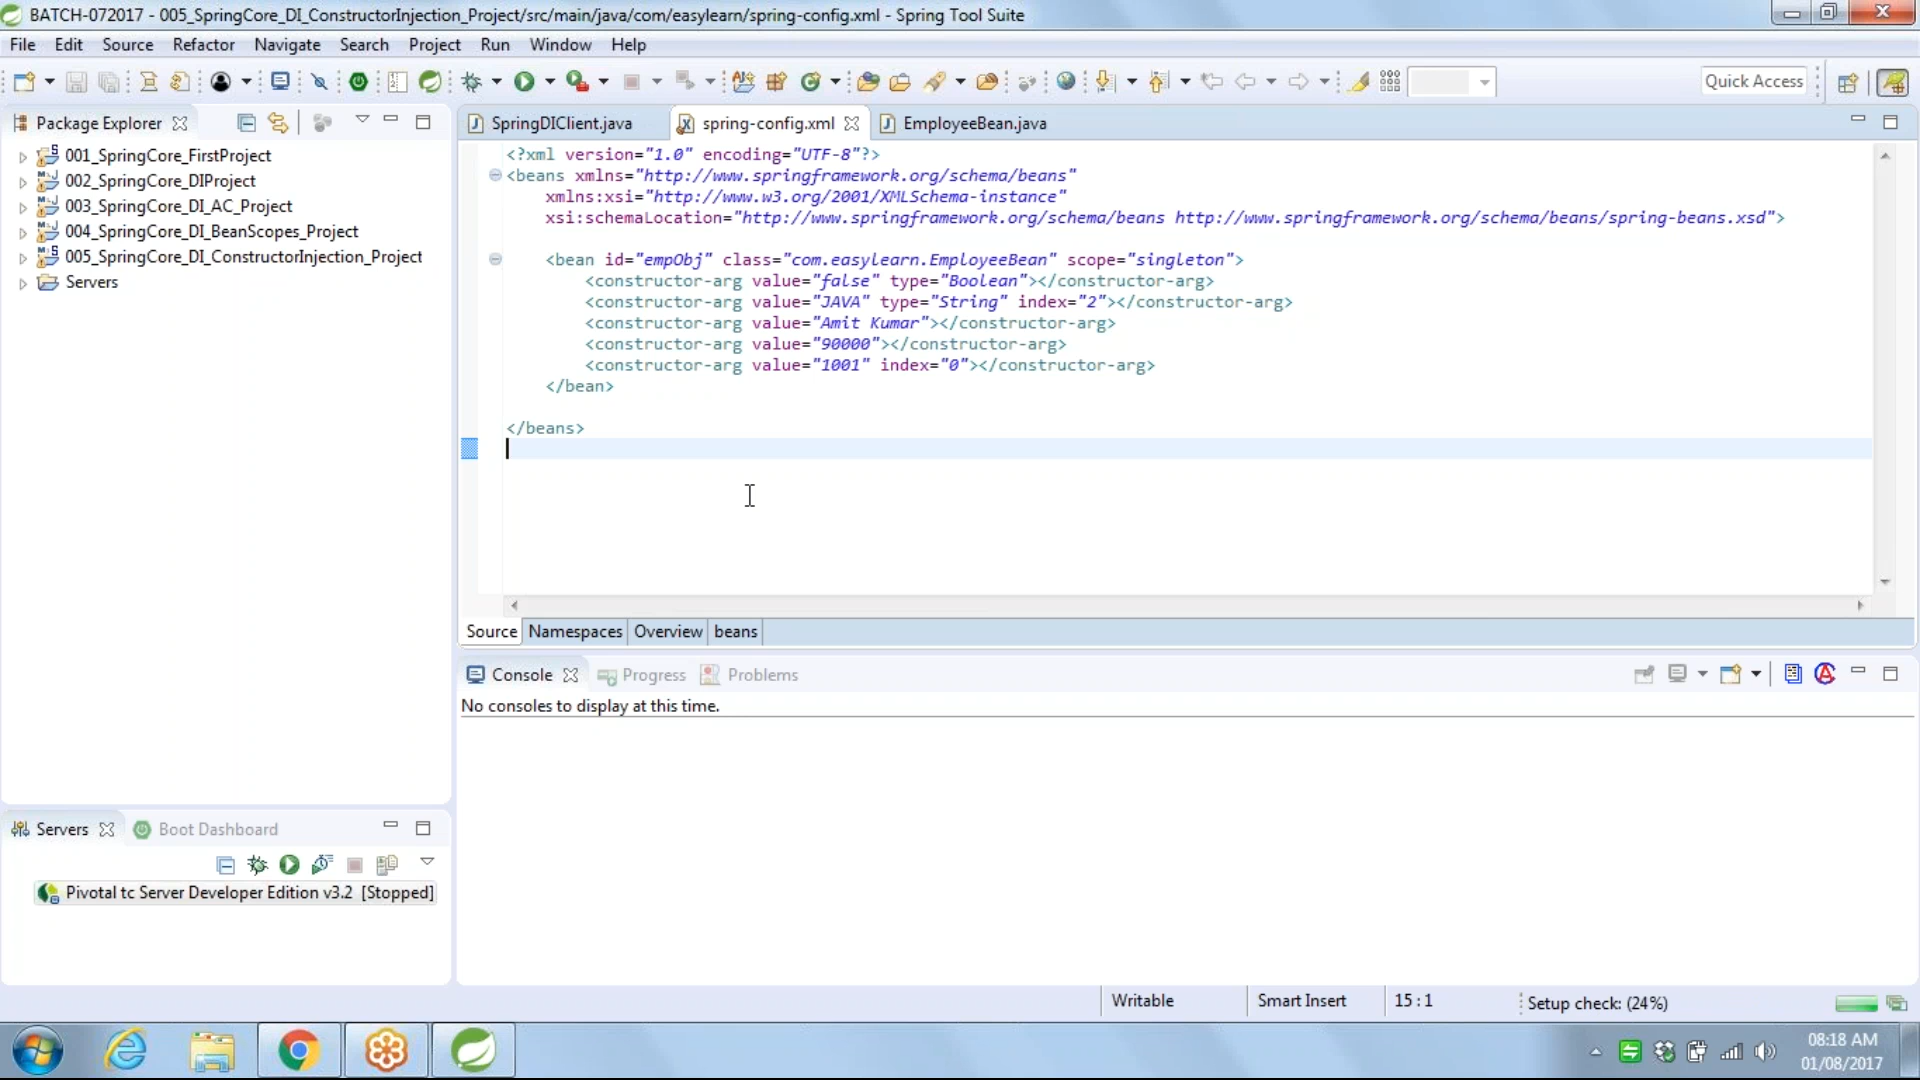 BATCH-072017 - 005_SpringCore_DI_ConstructorInjection_Project/src/main/java/com/easylearn/spring-config.xml - Spring Tool Suite
File Edit Source Refactor Navigate Search Project Run Window Help
Quick Access
Package Explorer
001_SpringCore_FirstProject
002_SpringCore_DIProject
003_SpringCore_DI_AC_Project
004_SpringCore_DI_BeanScopes_Project
005_SpringCore_DI_ConstructorInjection_Project
Servers
SpringDIClient.java spring-config.xml EmployeeBean.java
<?xml version="1.0" encoding="UTF-8"?>
<beans xmlns="http://www.springframework.org/schema/beans"
xmlns:xsi="http://www.w3.org/2001/XMLSchema-instance"
xsi:schemaLocation="http://www.springframework.org/schema/beans http://www.springframework.org/schema/beans/spring-beans.xsd">
<bean id="empObj" class="com.easylearn.EmployeeBean" scope="singleton">
<constructor-arg value="false" type="Boolean"></constructor-arg>
<constructor-arg value="JAVA" type="String" index="2"></constructor-arg>
<constructor-arg value="Amit Kumar"></constructor-arg>
<constructor-arg value="90000"></constructor-arg>
<constructor-arg value="1001" index="0"></constructor-arg>
</bean>
</beans>
Source Namespaces Overview beans
Console Progress Problems
No consoles to display at this time.
Servers Boot Dashboard
Pivotal tc Server Developer Edition v3.2 [Stopped]
Writable Smart Insert 15 : 1 Setup check: (24%)
08:18 AM
01/08/2017